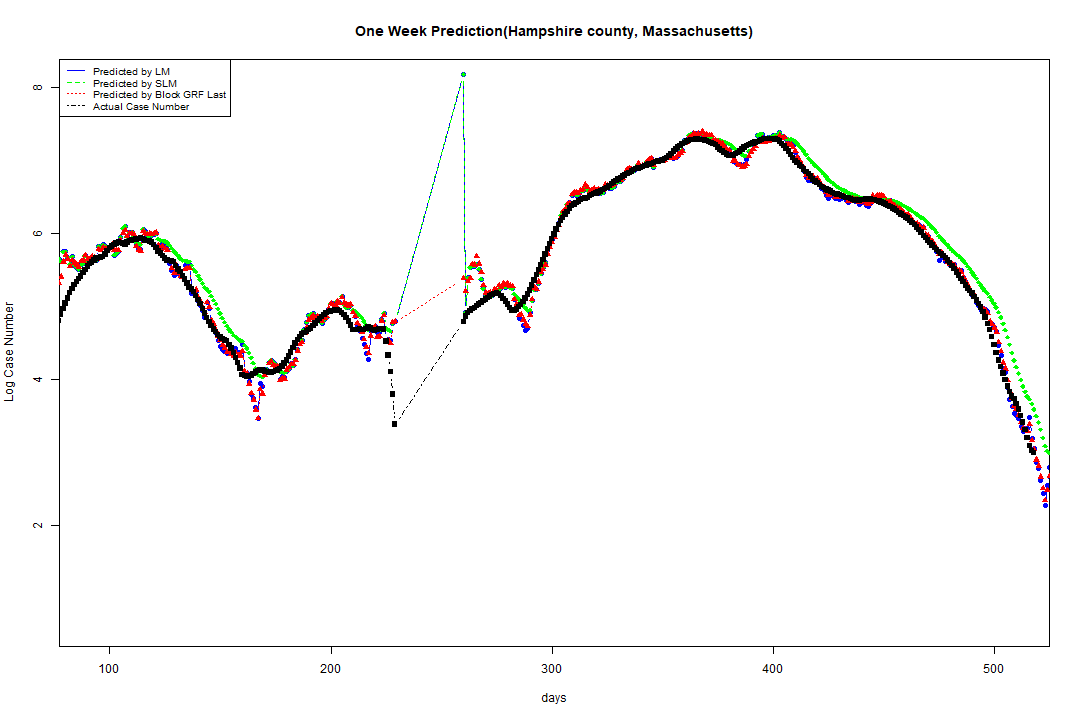 One Week Prediction(Hampshire county, Massachusetts)
Predicted by LM
Predicted by SLM
Predicted by Block GRF Last
Actual Case Number
8
6
4
2
Log Case Number
100 200 300 400 500
days